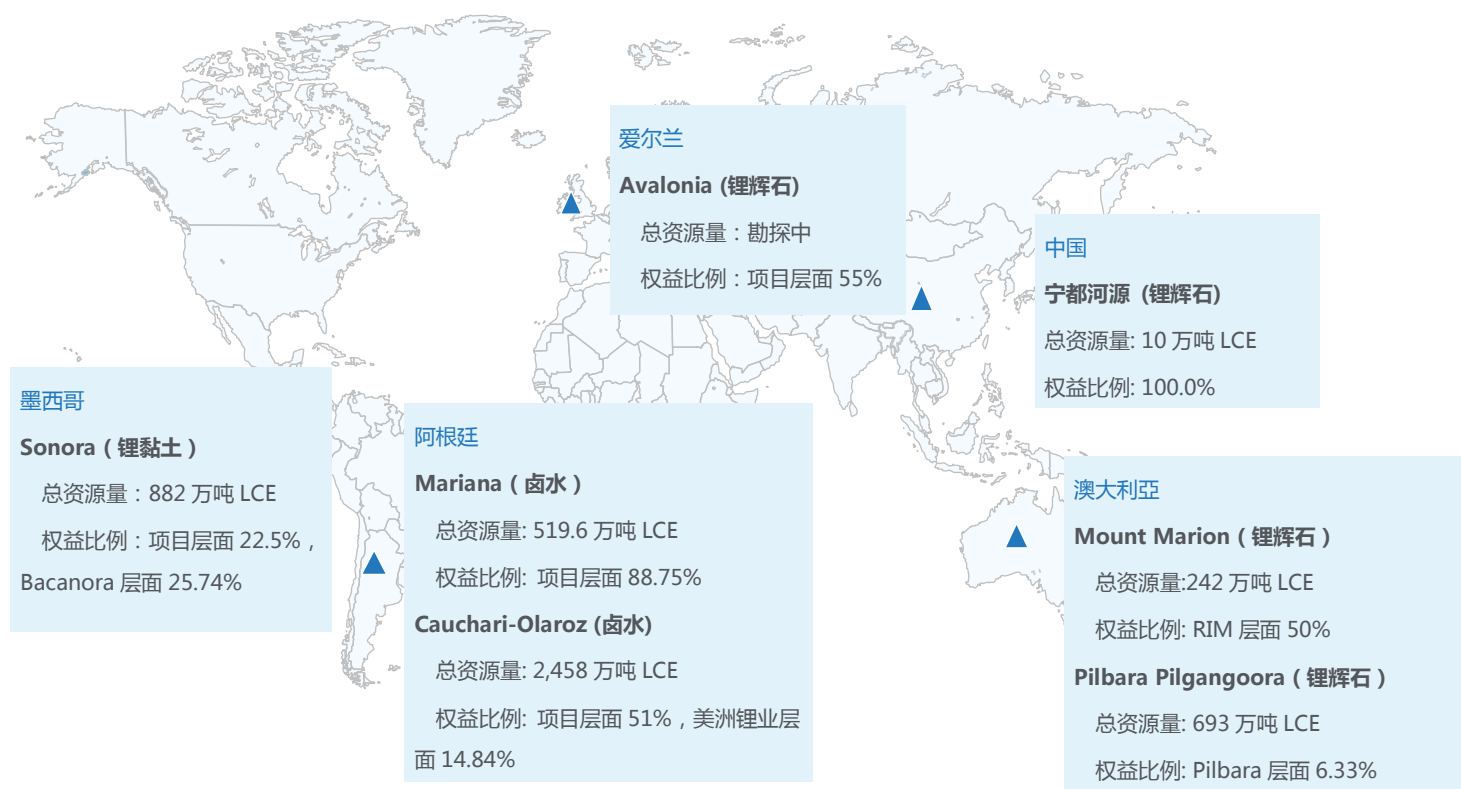 爱尔兰
Avalonia (锂辉石)
总资源量：勘探中
权益比例：项目层面 55%
中国
宁都河源 (锂辉石)
总资源量: 10 万吨 LCE
权益比例: 100.0%
墨西哥
Sonora（锂黏土）
总资源量：882 万吨 LCE
权益比例：项目层面 22.5%，
Bacanora 层面 25.74%
阿根廷
Mariana（卤水）
总资源量: 519.6 万吨 LCE
权益比例: 项目层面 88.75%
Cauchari-Olaroz (卤水)
总资源量: 2,458 万吨 LCE
权益比例: 项目层面 51%，美洲锂业层
面 14.84%
澳大利亞
Mount Marion（锂辉石）
总资源量:242 万吨 LCE
权益比例: RIM 层面 50%
Pilbara Pilgangoora（锂辉石）
总资源量: 693 万吨 LCE
权益比例: Pilbara 层面 6.33%